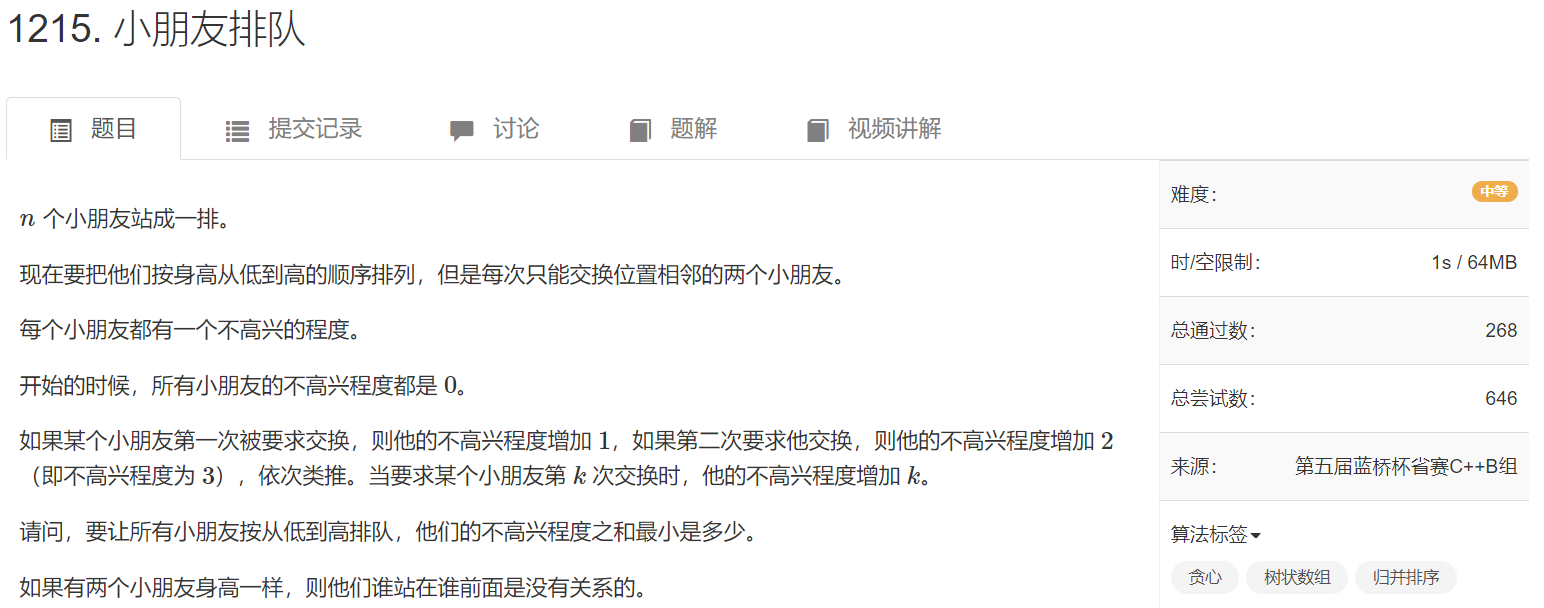 1215. 小朋友排队
题目 提交记录 讨论 题解 视频讲解
n 个小朋友站成一排。
现在要把他们按身高从低到高的顺序排列，但是每次只能交换位置相邻的两个小朋友。
每个小朋友都有一个不高兴的程度。
开始的时候，所有小朋友的不高兴程度都是 0。
如果某个小朋友第一次被要求交换，则他的不高兴程度增加 1，如果第二次要求他交换，则他的不高兴程度增加 2
（即不高兴程度为 3），依次类推。当要求某个小朋友第 k 次交换时，他的不高兴程度增加 k。
请问，要让所有小朋友按从低到高排队，他们的不高兴程度之和最小是多少。
如果有两个小朋友身高一样，则他们谁站在谁前面是没有关系的。
难度： 中等
时/空限制： 1s / 64MB
总通过数： 268
总尝试数： 646
来源： 第五届蓝桥杯省赛C++B组
算法标签
贪心 树状数组 归并排序